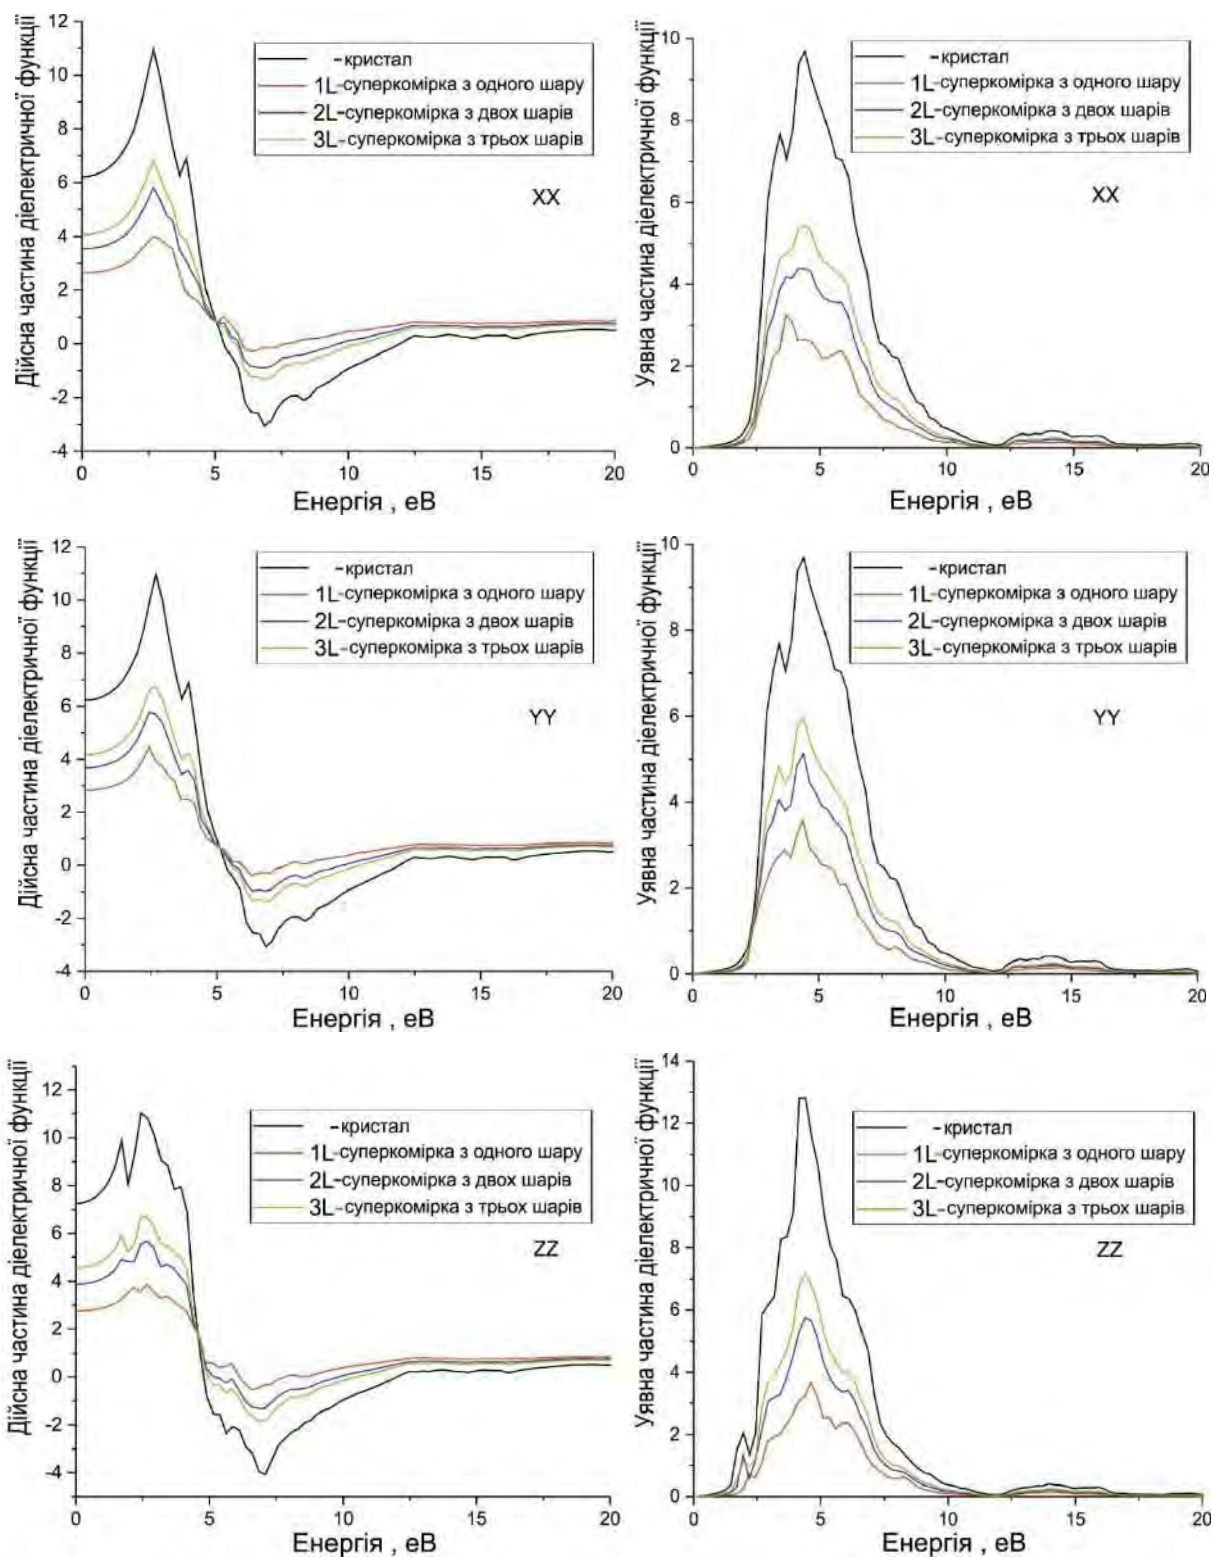 Дійсна частина діелектричної функції
12
10
8
6
4
2
0
-2
-4
-кристал
1L-суперкомірка з одного шару
2L-суперкомірка з двох шарів
3L-суперкомірка з трьох шарів
XX
0 5 10 15 20
Енергія , еВ
Уявна частина діелектричної функції
10
8
6
4
2
0
-кристал
1L-суперкомірка з одного шару
2L-суперкомірка з двох шарів
3L-суперкомірка з трьох шарів
XX
0 5 10 15 20
Енергія , еВ
Дійсна частина діелектричної функції
12
10
8
6
4
2
0
-2
-4
-кристал
1L-суперкомірка з одного шару
2L-суперкомірка з двох шарів
3L-суперкомірка з трьох шарів
YY
0 5 10 15 20
Енергія , еВ
Уявна частина діелектричної функції
10
8
6
4
2
0
-кристал
1L-суперкомірка з одного шару
2L-суперкомірка з двох шарів
3L-суперкомірка з трьох шарів
YY
0 5 10 15 20
Енергія , еВ
Дійсна частина діелектричної функції
12
10
8
6
4
2
0
-2
-4
-кристал
1L-суперкомірка з одного шару
2L-суперкомірка з двох шарів
3L-суперкомірка з трьох шарів
ZZ
0 5 10 15 20
Енергія , еВ
Уявна частина діелектричної функції
14
12
10
8
6
4
2
0
-кристал
1L-суперкомірка з одного шару
2L-суперкомірка з двох шарів
3L-суперкомірка з трьох шарів
ZZ
0 5 10 15 20
Енергія , еВ